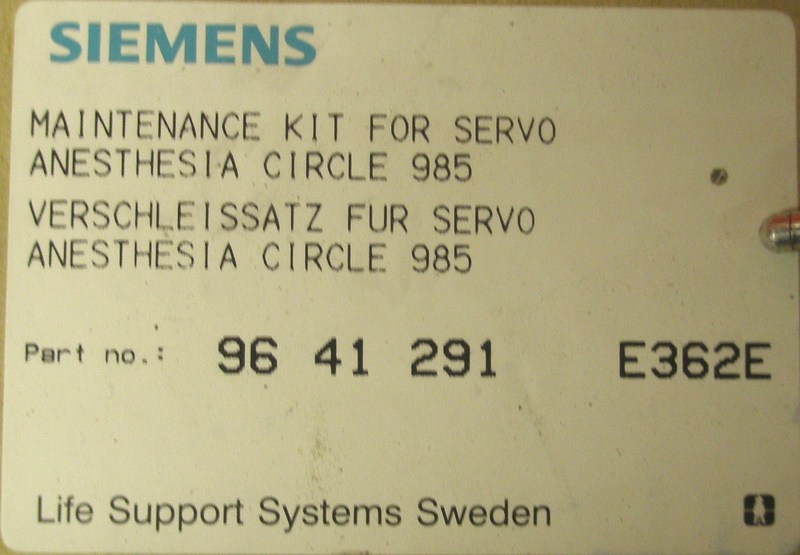 SIEMENS
MAINTENANCE KIT FOR SERVO
ANESTHESIA CIRCLE 985
VERSCHLEISSATZ FUR SERVO
ANESTHESIA CIRCLE 985
Part no.: 96 41 291 E362E
Life Support Systems Sweden